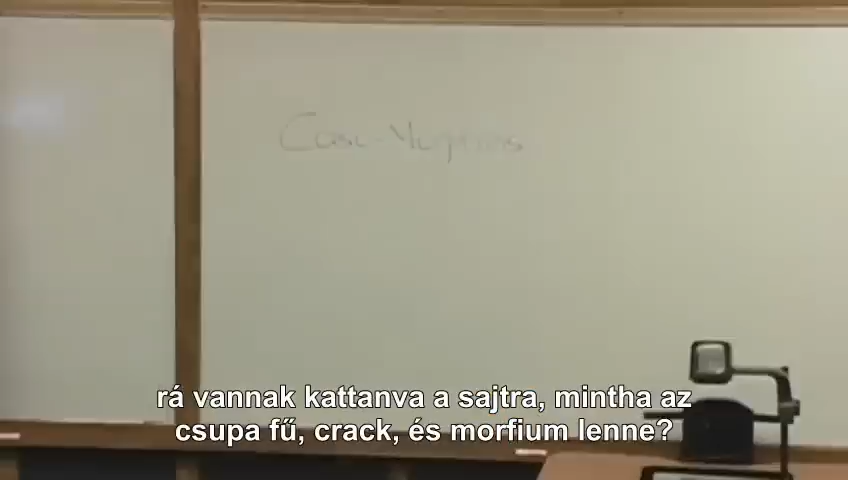 rá vannak kattanva a sajtra, mintha az
csupa fű, crack, és morfium lenne?